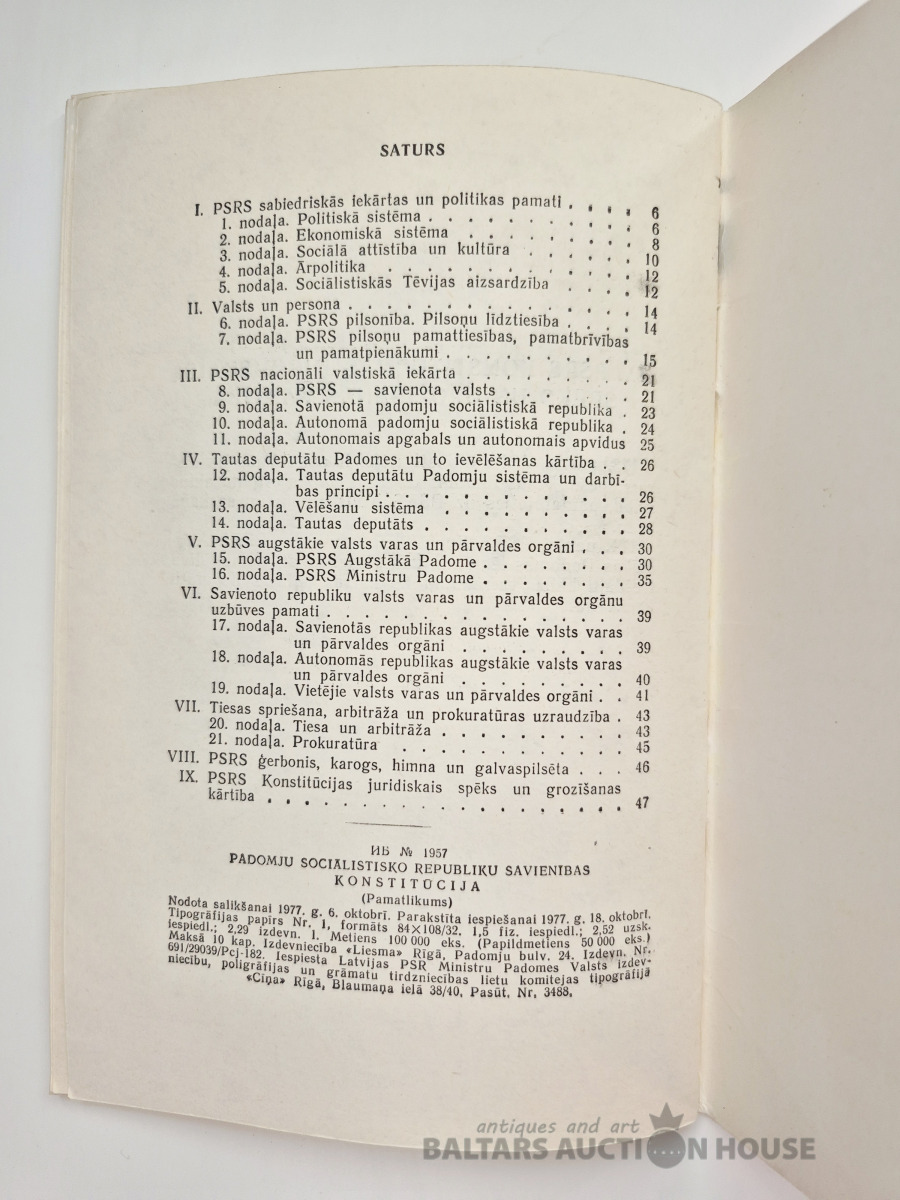 SATURS
I. PSRS sabiedriskās iekārtas un politikas pamati . . . . 6
1. nodaļa. Politiskā sistēma . . . . . . . . . . 6
2. nodaļa. Ekonomiskā sistēma . . . . . . . . . 8
3. nodaļa. Sociālā attīstība un kultūra . . . . . . 10
4. nodaļa. Ārpolitika . . . . . . . . . . . . 12
5. nodaļa. Sociālistiskās Tēvijas aizsardzība . . . . 12
II. Valsts un persona . . . . . . . . . . . . . 14
6. nodaļa. PSRS pilsonība. Pilsoņu līdztiesība . . . . 14
7. nodaļa. PSRS pilsoņu pamattiesības, pamatbrīvības
un pamatpienākumi . . . . . . . . . . 15
III. PSRS nacionāli valstiskā iekārta . . . . . . . . 21
8. nodaļa. PSRS — savienota valsts . . . . . . . 21
9. nodaļa. Savienotā padomju sociālistiskā republika . 23
10. nodaļa. Autonomā padomju sociālistiskā republika . 24
11. nodaļa. Autonomais apgabals un autonomais apvidus 25
IV. Tautas deputātu Padomes un to ievēlēšanas kārtība . . 26
12. nodaļa. Tautas deputātu Padomju sistēma un darbī-
bas principi . . . . . . . . . . . . . 26
13. nodaļa. Vēlēšanu sistēma . . . . . . . . . . 27
14. nodaļa. Tautas deputāts . . . . . . . . . . . 28
V. PSRS augstākie valsts varas un pārvaldes orgāni . . . 30
15. nodaļa. PSRS Augstākā Padome . . . . . . . . 30
16. nodaļa. PSRS Ministru Padome . . . . . . . . 35
VI. Savienoto republiku valsts varas un pārvaldes orgānu
uzbūves pamati . . . . . . . . . . . . . . . 39
17. nodaļa. Savienotās republikas augstākie valsts varas
un pārvaldes orgāni . . . . . . . . . 39
18. nodaļa. Autonomās republikas augstākie valsts varas
un pārvaldes orgāni . . . . . . . . . 40
19. nodaļa. Vietējie valsts varas un pārvaldes orgāni . . 41
VII. Tiesas spriešana, arbitrāža un prokuratūras uzraudzība . 43
20. nodaļa. Tiesa un arbitrāža . . . . . . . . . . 43
21. nodaļa. Prokuratūra . . . . . . . . . . . . 45
VIII. PSRS ģerbonis, karogs, himna un galvaspilsēta . . . 46
IX. PSRS Konstitūcijas juridiskais spēks un grozīšanas
kārtība . . . . . . . . . . . . . . . . . . . 47
ИБ № 1957
PADOMJU SOCIĀLISTISKO REPUBLIKU SAVIENĪBAS
KONSTITŪCIJA
(Pamatlikums)
Nodota salikšanai 1977. g. 6. oktobrī. Parakstīta iespiešanai 1977. g. 18. oktobrī.
Tipogrāfijas papīrs Nr. 1, formāts 84×108/32. 1,5 fiz. iespiedl.; 2,52 uzsk.
iespiedl.; 2,29 izdevn. l. Metiens 100 000 eks. (Papildmetiens 50 000 eks.)
Maksā 10 kap. Izdevniecība «Liesma» Rīgā, Padomju bulv. 24. Izdevn. Nr.
691/29039/Pcj-182. Iespiesta Latvijas PSR Ministru Padomes Valsts izdev-
niecību, poligrāfijas un grāmatu tirdzniecības lietu komitejas tipogrāfijā
«Cīņa» Rīgā, Blaumaņa ielā 38/40. Pasūt. Nr. 3488.
antiques and art
BALTARS AUCTION HOUSE